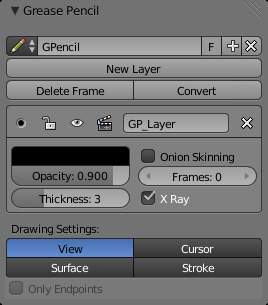 Grease Pencil
GPencil F
New Layer
Delete Frame Convert
GP_Layer
Onion Skinning
Opacity: 0.900 Frames: 0
Thickness: 3 X Ray
Drawing Settings:
View Cursor
Surface Stroke
Only Endpoints